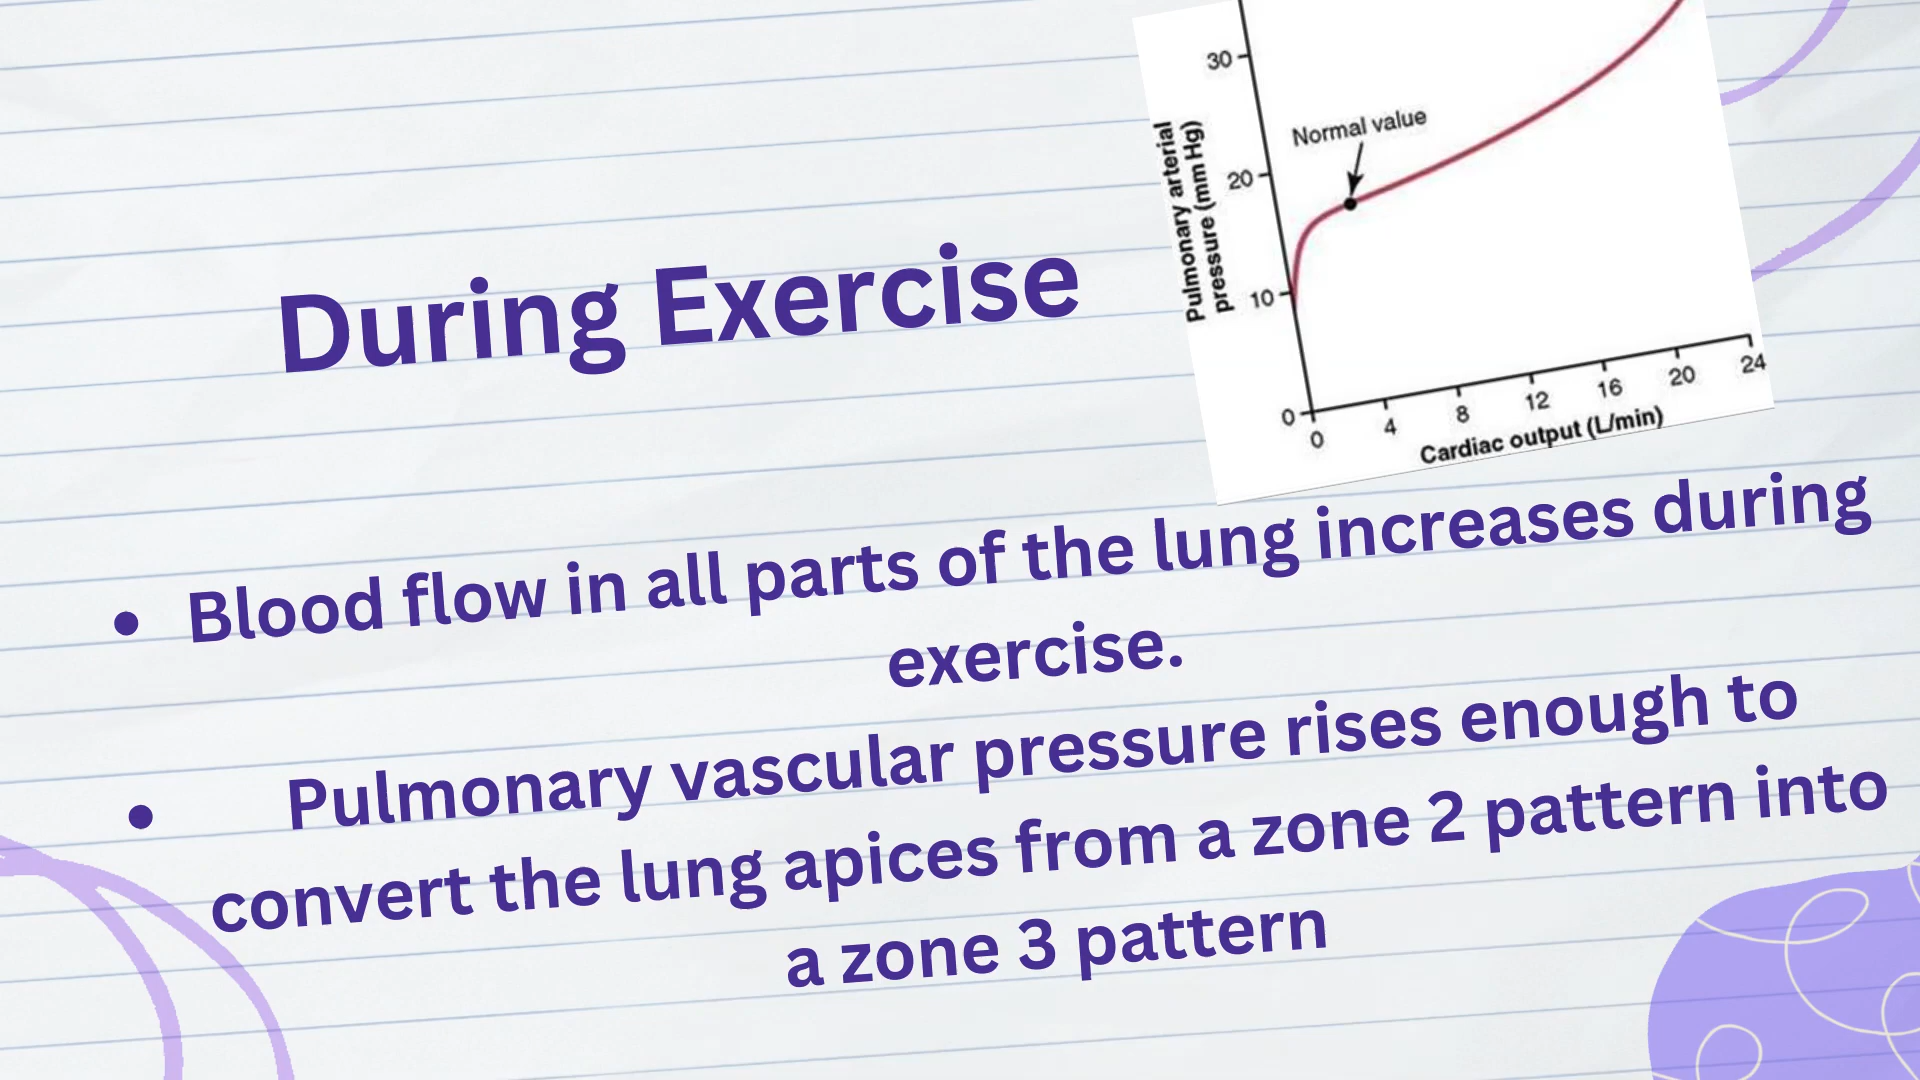 During Exercise
30
20
10
0
Pulmonary arterial
pressure (mm Hg)
Normal value
0 4 8 12 16 20 24
Cardiac output (L/min)
• Blood flow in all parts of the lung increases during
exercise.
• Pulmonary vascular pressure rises enough to
convert the lung apices from a zone 2 pattern into
a zone 3 pattern